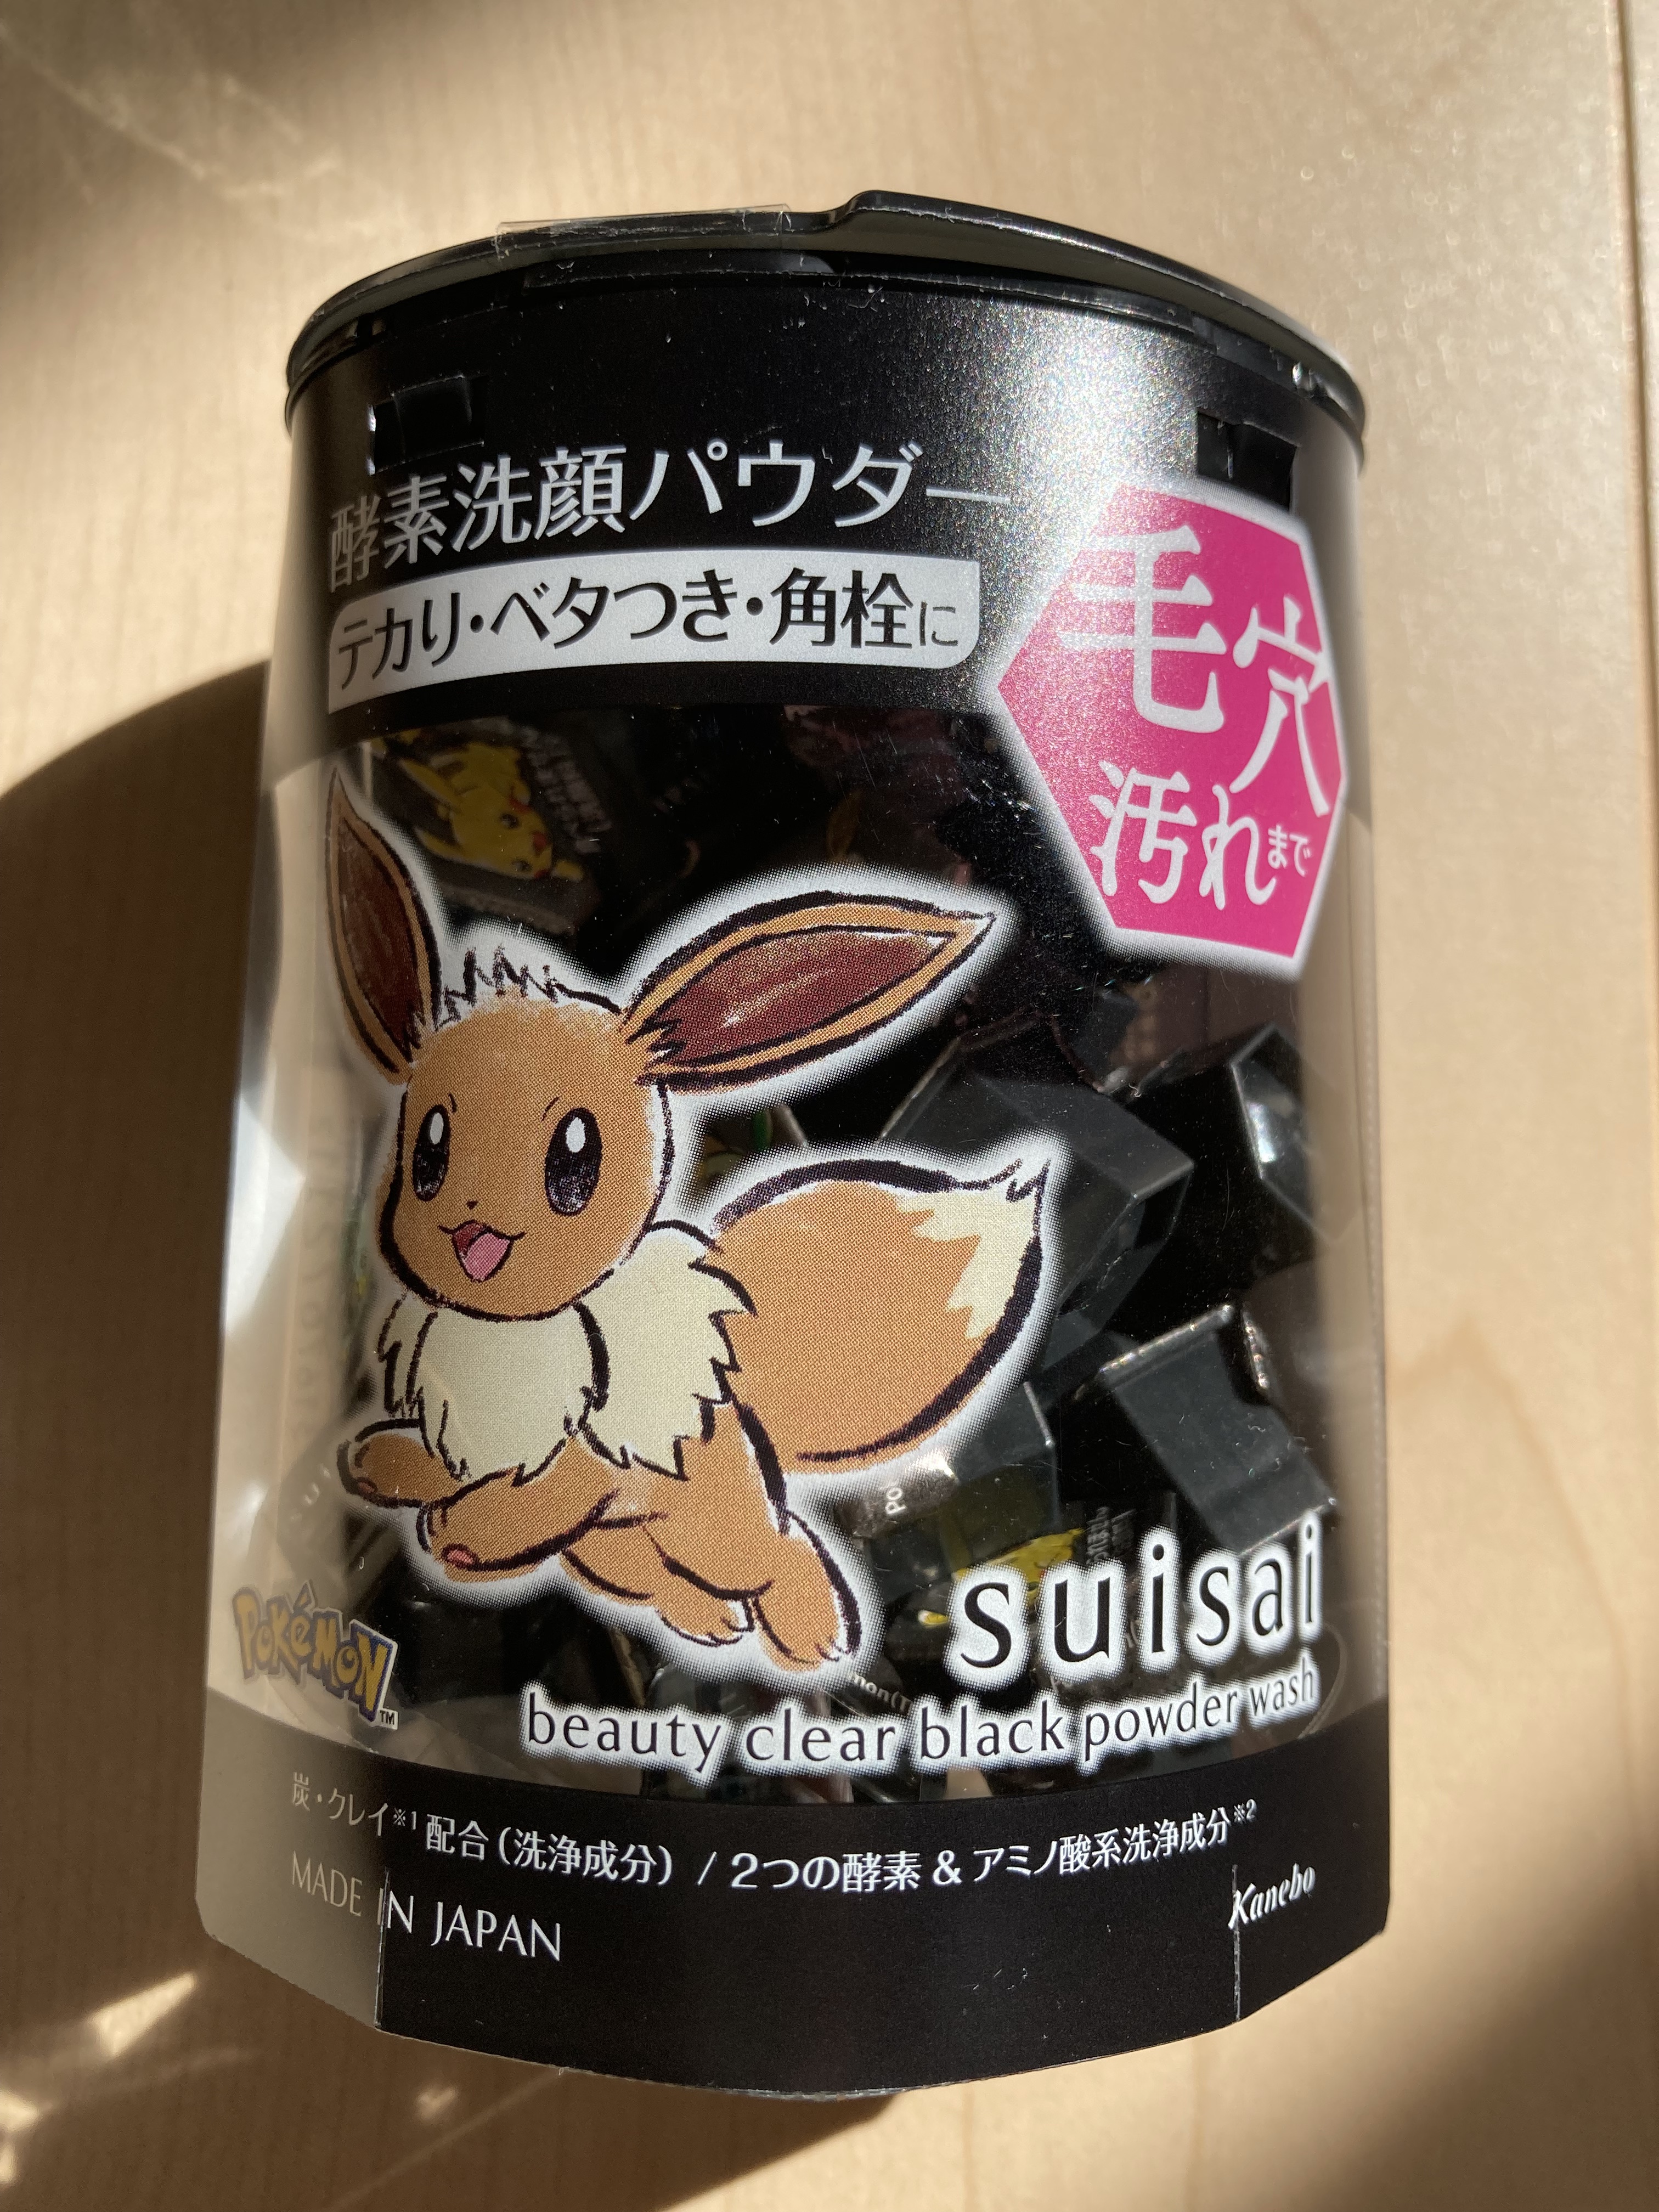 酵素洗顔パウダー
テカリ・ベタつき・角栓に
毛穴
汚れまで
Pokémon™
suisai
beauty clear black powder wash
炭・クレイ※1配合(洗浄成分) / 2つの酵素 & アミノ酸系洗浄成分※2
MADE IN JAPAN
Kanebo